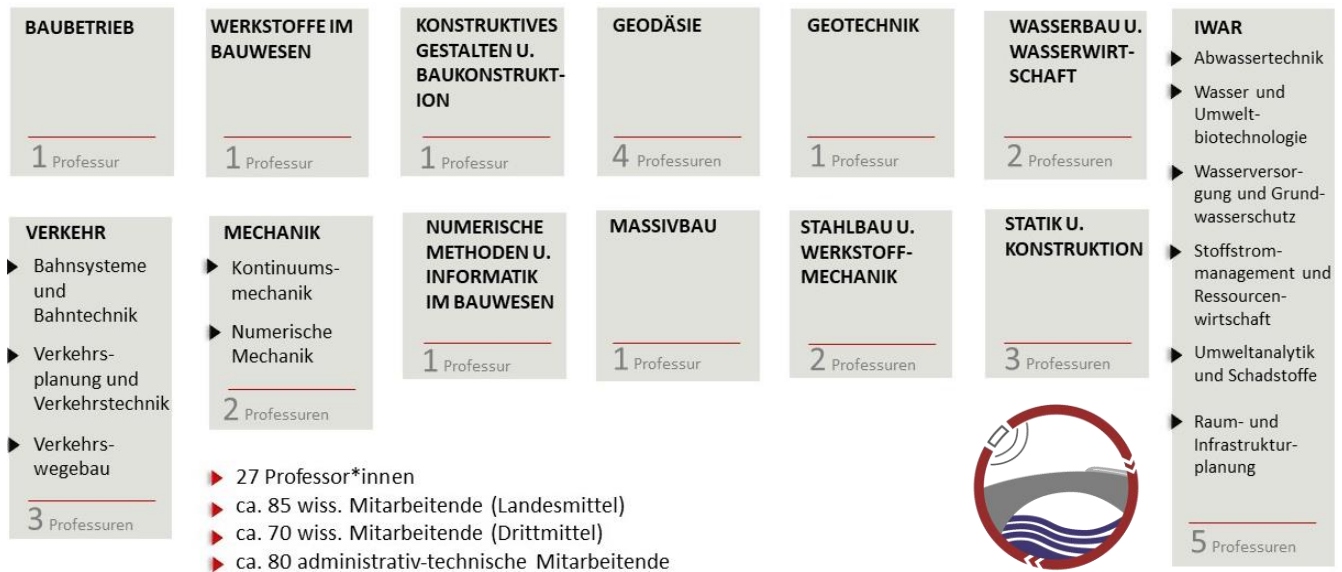 BAUBETRIEB
1 Professur
WERKSTOFFE IM
BAUWESEN
1 Professur
KONSTRUKTIVES
GESTALTEN U.
BAUKONSTRUKT-
ION
1 Professur
GEODÄSIE
4 Professuren
GEOTECHNIK
1 Professur
WASSERBAU U.
WASSERWIRT-
SCHAFT
2 Professuren
IWAR
Abwassertechnik
Wasser und
Umwelt-
biotechnologie
Wasserversor-
gung und Grund-
wasserschutz
Stoffstrom-
management und
Ressourcen-
wirtschaft
Umweltanalytik
und Schadstoffe
Raum- und
Infrastruktur-
planung
5 Professuren
VERKEHR
Bahnsysteme
und
Bahntechnik
Verkehrs-
planung und
Verkehrstechnik
Verkehrs-
wegebau
3 Professuren
MECHANIK
Kontinuums-
mechanik
Numerische
Mechanik
2 Professuren
NUMERISCHE
METHODEN U.
INFORMATIK
IM BAUWESEN
1 Professur
MASSIVBAU
1 Professur
STAHLBAU U.
WERKSTOFF-
MECHANIK
2 Professuren
STATIK U.
KONSTRUKTION
3 Professuren
27 Professor*innen
ca. 85 wiss. Mitarbeitende (Landesmittel)
ca. 70 wiss. Mitarbeitende (Drittmittel)
ca. 80 administrativ-technische Mitarbeitende